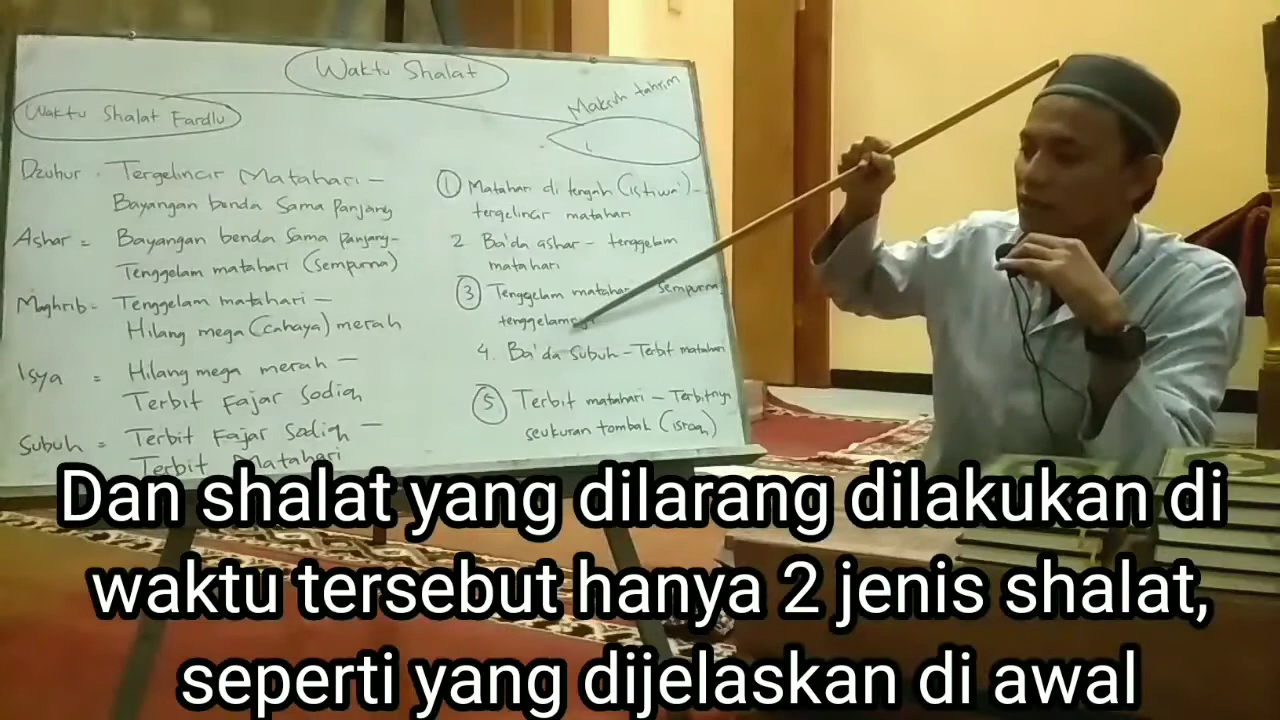 Waktu Shalat
Waktu Shalat Fardlu
Dzuhur - Tergelincir Matahari -
Bayangan benda Sama Panjang
Ashar = Bayangan benda Sama Panjang -
Tenggelam matahari (sempurna)
Maghrib = Tenggelam matahari -
Hilang mega (cahaya) merah
Isya = Hilang mega merah -
Terbit Fajar Sodiq
Subuh = Terbit Fajar Sodiq -
Terbit Matahari
Makruh tahrim
1 Matahari di tengah (istiwa') -
tergelincir matahari
2 Ba'da ashar - tenggelam
matahari
3 Tenggelam - sempurna
4. Ba'da Subuh - Terbit matahari
5 Terbit matahari - Terbitnya
seukuran tombak (isroq)
Dan shalat yang dilarang dilakukan di
waktu tersebut hanya 2 jenis shalat,
seperti yang dijelaskan di awal